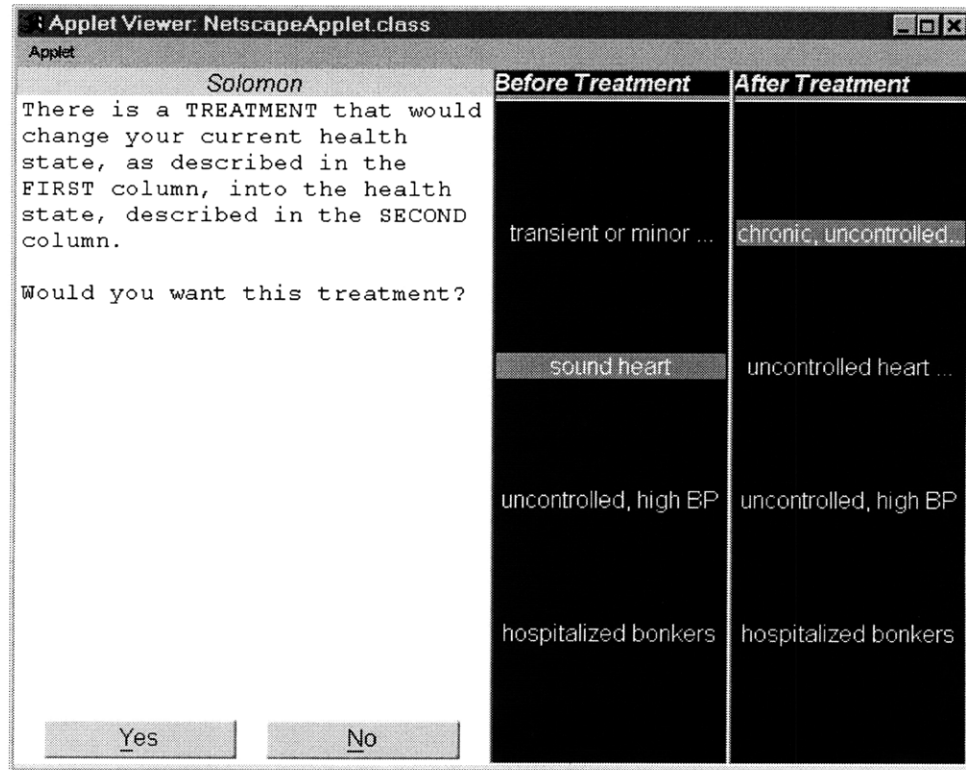 Applet Viewer: NetscapeApplet.class
Applet
Solomon
There is a TREATMENT that would
change your current health
state, as described in the
FIRST column, into the health
state, described in the SECOND
column.
Would you want this treatment?
Yes
No
Before Treatment
transient or minor ...
sound heart
uncontrolled, high BP
hospitalized bonkers
After Treatment
chronic, uncontrolled...
uncontrolled heart ...
uncontrolled, high BP
hospitalized bonkers